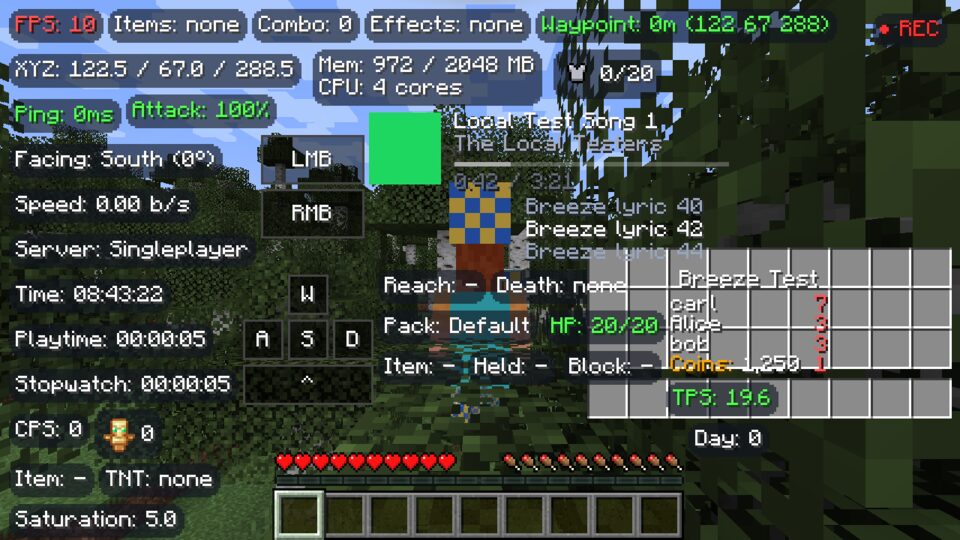 FPS: 10 Items: none Combo: 0 Effects: none Waypoint: 0m (122 67 288) REC
XYZ: 122.5 / 67.0 / 288.5 Mem: 972 / 2048 MB 0/20
CPU: 4 cores
Ping: 0ms Attack: 100%
Local Test Song 1
The Local Testers
0:42 / 3:21
Breeze lyric 40
Breeze lyric 42
Breeze lyric 44
LMB
RMB
W
A S D
^
Facing: South (0°)
Speed: 0.00 b/s
Server: Singleplayer
Time: 08:43:22
Playtime: 00:00:05
Stopwatch: 00:00:05
CPS: 0 0
Item: - TNT: none
Saturation: 5.0
Reach: - Death: none
Pack: Default HP: 20/20
Item: - Held: - Block: -
Breeze Test
carl 7
Alice 3
bob 3
Coins: 1,250 1
TPS: 19.6
Day: 0